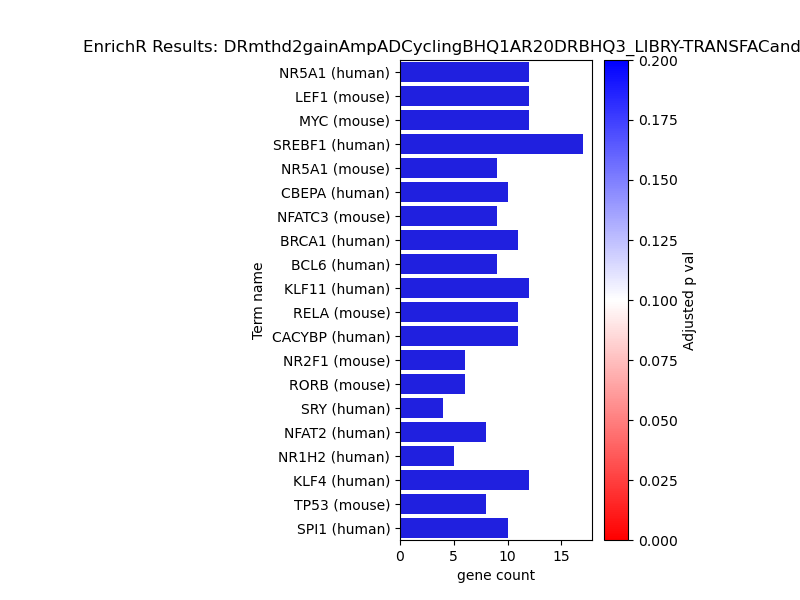 EnrichR Results: DRmthd2gainAmpADCyclingBHQ1AR20DRBHQ3_LIBRY-TRANSFACand
NR5A1 (human)
LEF1 (mouse)
MYC (mouse)
SREBF1 (human)
NR5A1 (mouse)
CBEPA (human)
NFATC3 (mouse)
BRCA1 (human)
BCL6 (human)
KLF11 (human)
RELA (mouse)
CACYBP (human)
NR2F1 (mouse)
RORB (mouse)
SRY (human)
NFAT2 (human)
NR1H2 (human)
KLF4 (human)
TP53 (mouse)
SPI1 (human)
Term name
0 5 10 15
gene count
0.200
0.175
0.150
0.125
0.100
0.075
0.050
0.025
0.000
Adjusted p val